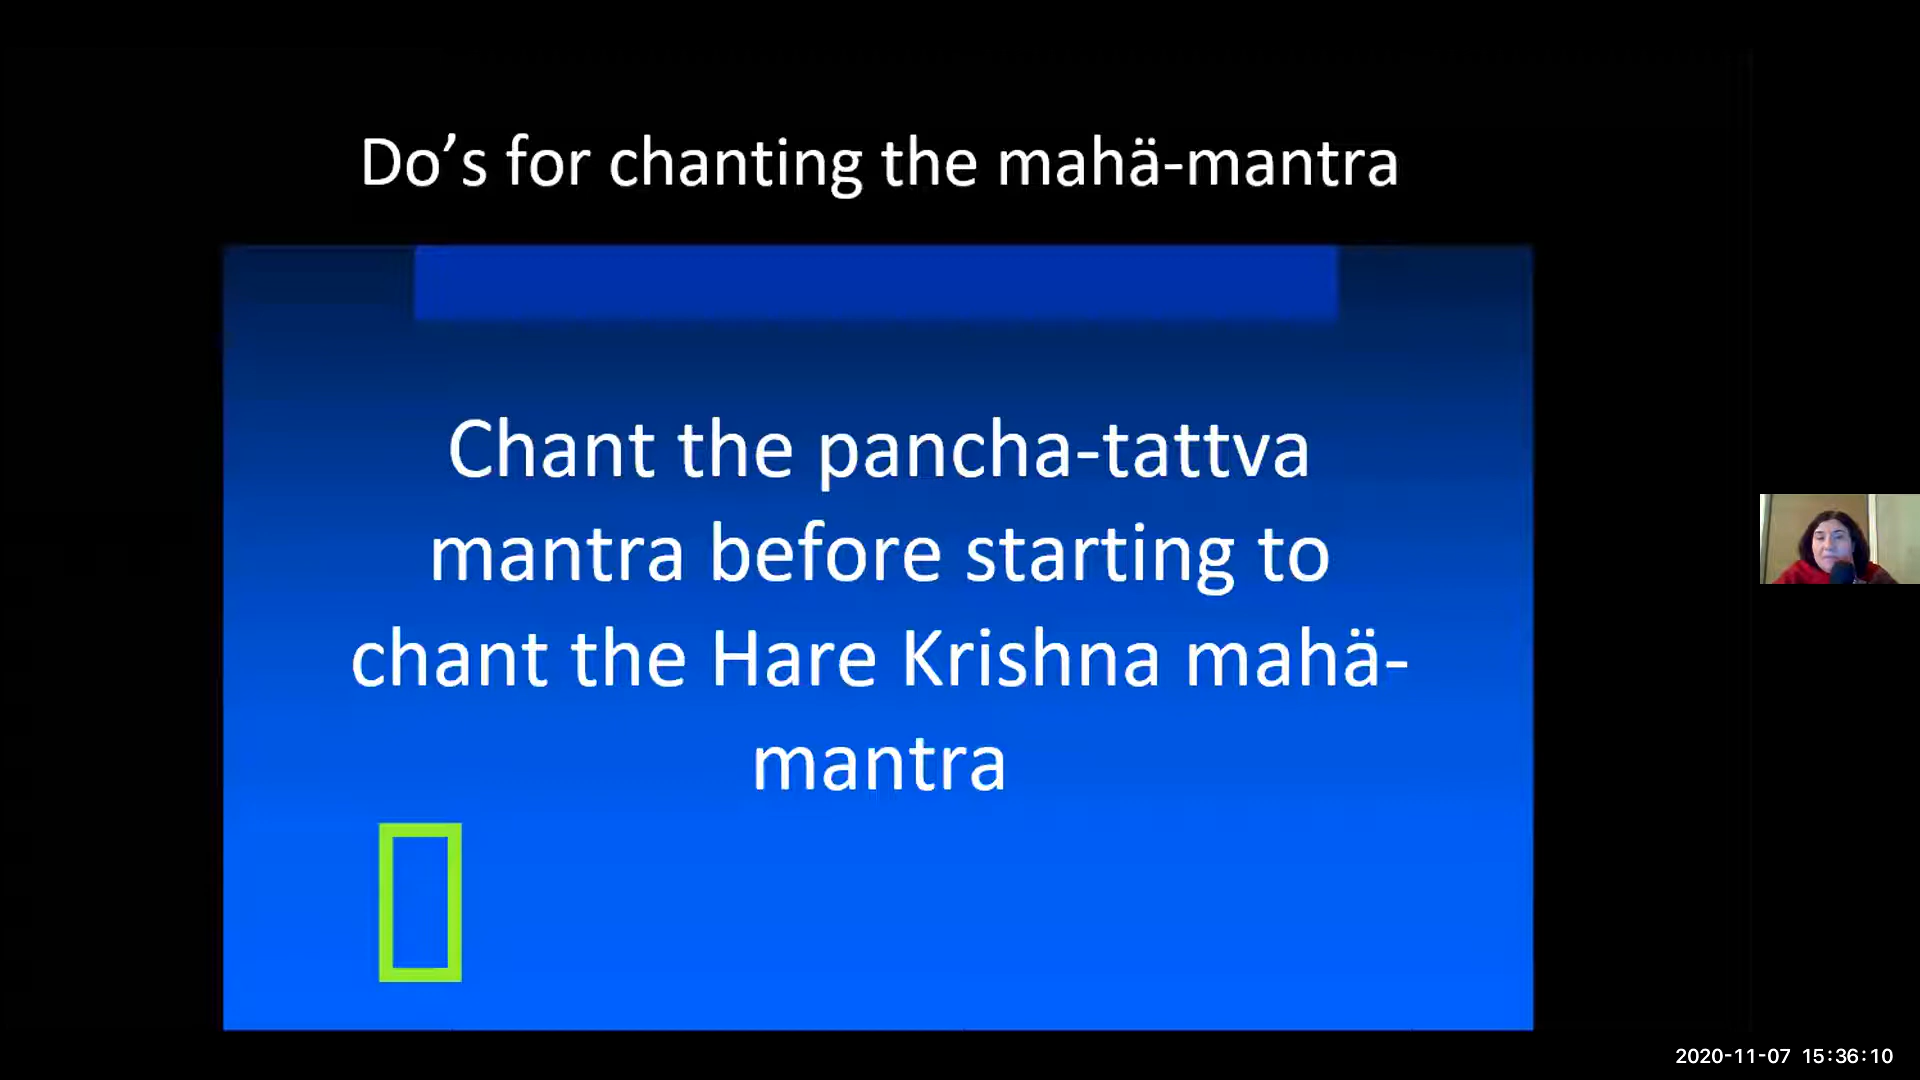 Do’s for chanting the mahä-mantra
Chant the pancha-tattva
mantra before starting to
chant the Hare Krishna mahä-
mantra
2020-11-07 15:36:10